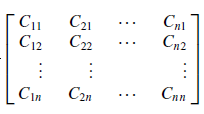 C11 C21 ⋯ Cn1
C12 C22 ⋯ Cn2
⋮ ⋮ ⋮
C1n C2n ⋯ Cnn